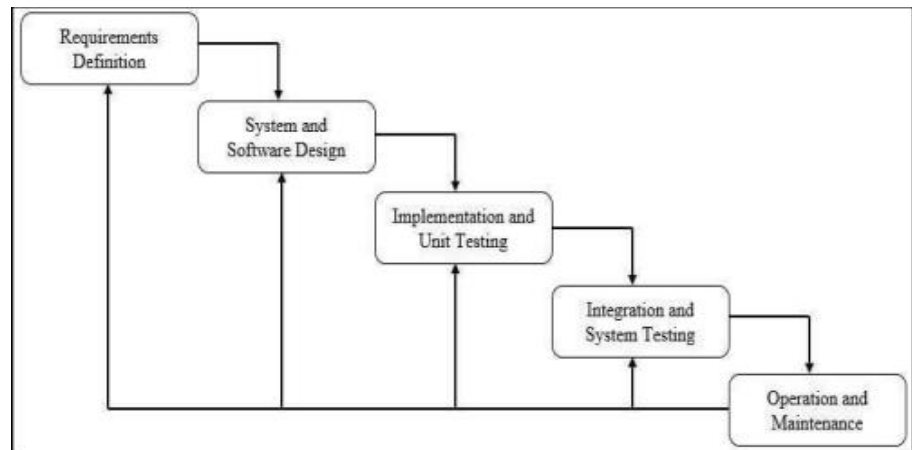 Requirements
Definition
System and
Software Design
Implementation and
Unit Testing
Integration and
System Testing
Operation and
Maintenance